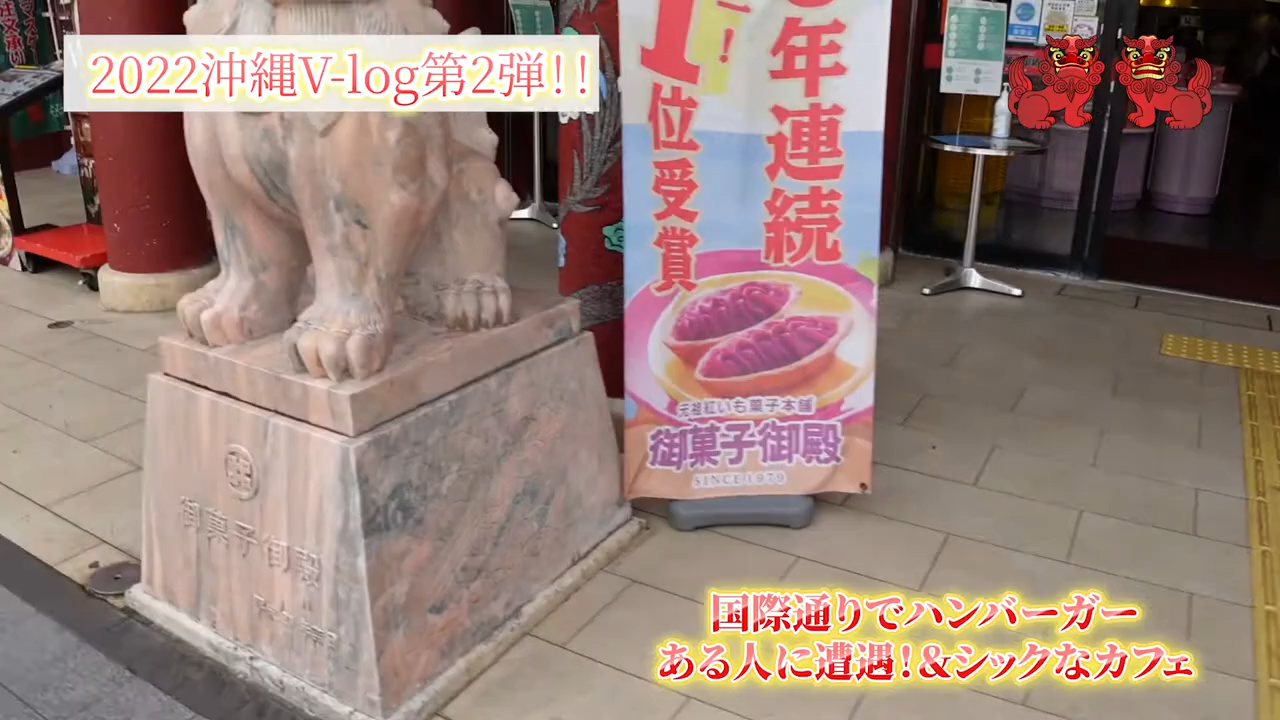 2022沖縄V-log第2弾!!
年連続
1位受賞
元祖紅いも菓子本舗
御菓子御殿
SINCE 1979
御菓子御殿
国際通りでハンバーガー
ある人に遭遇!&シックなカフェ